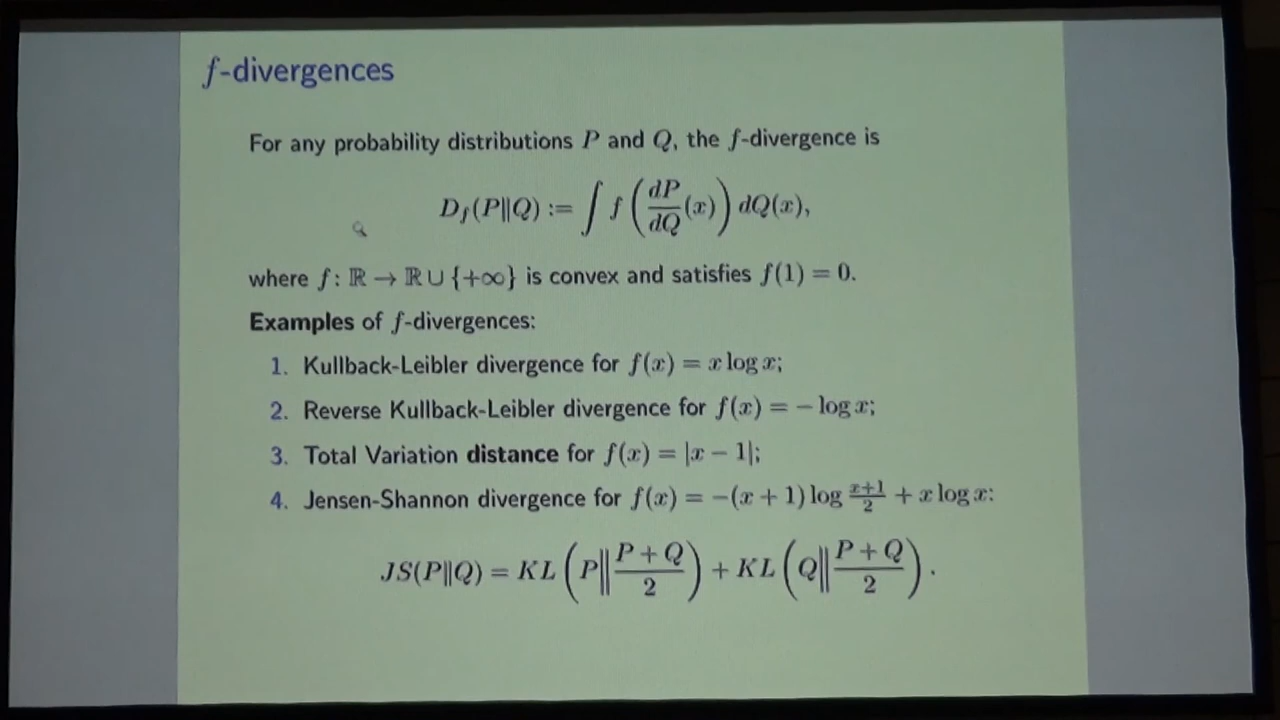 f-divergences
For any probability distributions P and Q, the f-divergence is
D_f(P‖Q) := ∫ f (dP/dQ (x)) dQ(x),
where f: ℝ → ℝ ∪ {+∞} is convex and satisfies f(1) = 0.
Examples of f-divergences:
1. Kullback-Leibler divergence for f(x) = x log x;
2. Reverse Kullback-Leibler divergence for f(x) = − log x;
3. Total Variation distance for f(x) = |x − 1|;
4. Jensen-Shannon divergence for f(x) = −(x + 1) log x+1/2 + x log x:
JS(P‖Q) = KL (P‖ P + Q/2) + KL (Q‖ P + Q/2).